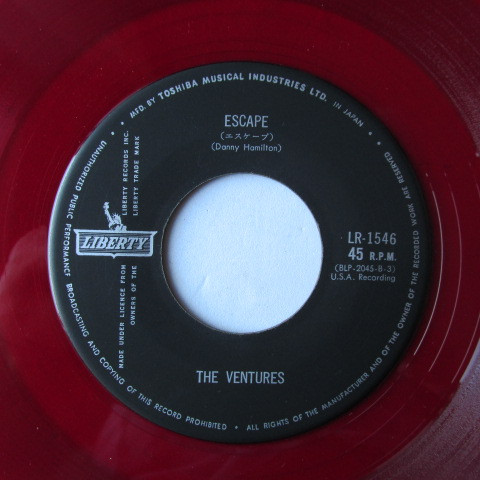 MFD. BY TOSHIBA MUSICAL INDUSTRIES LTD. IN JAPAN • ALL RIGHTS RESERVED
ESCAPE
(エスケープ)
(Danny Hamilton)
LIBERTY RECORDS INC.
LIBERTY TRADE MARK
LIBERTY
MADE UNDER LICENCE FROM
OWNERS OF THE
LR-1546
45 R.P.M.
(BLP-2045-B-3)
U.S.A. Recording
THE VENTURES
UNAUTHORIZED PUBLIC PERFORMANCE BROADCASTING AND COPYING OF THIS RECORD PROHIBITED • ALL RIGHTS OF THE MANUFACTURER AND OF THE OWNER OF THE RECORDED WORK ARE RESERVED